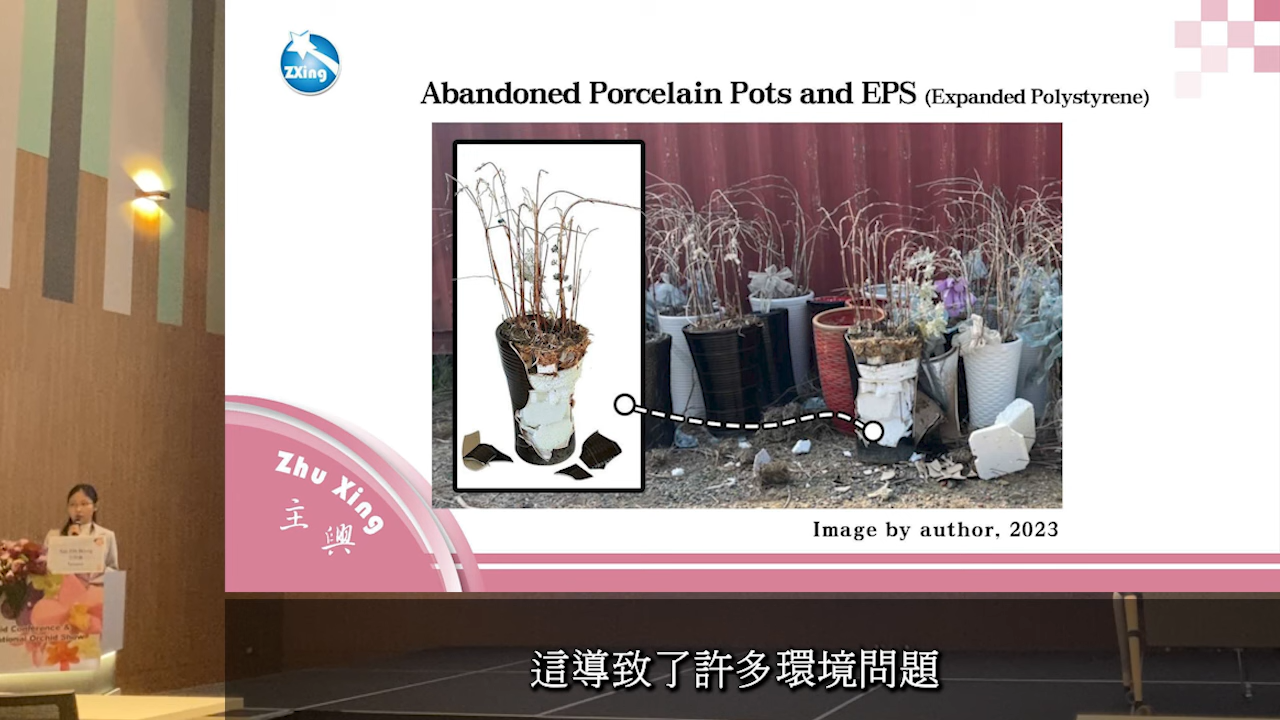 ZXing
Abandoned Porcelain Pots and EPS (Expanded Polystyrene)
Zhu Xing
主興
Image by author, 2023
這導致了許多環境問題